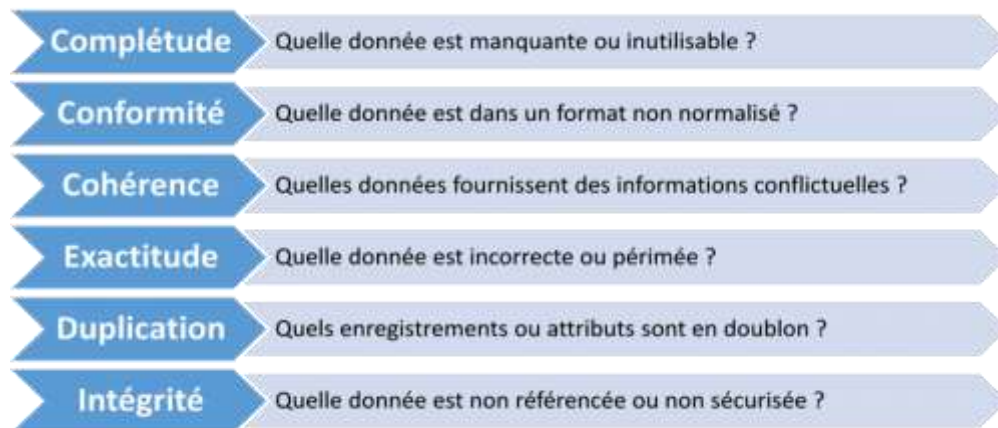 Complétude Quelle donnée est manquante ou inutilisable ?
Conformité Quelle donnée est dans un format non normalisé ?
Cohérence Quelles données fournissent des informations conflictuelles ?
Exactitude Quelle donnée est incorrecte ou périmée ?
Duplication Quels enregistrements ou attributs sont en doublon ?
Intégrité Quelle donnée est non référencée ou non sécurisée ?